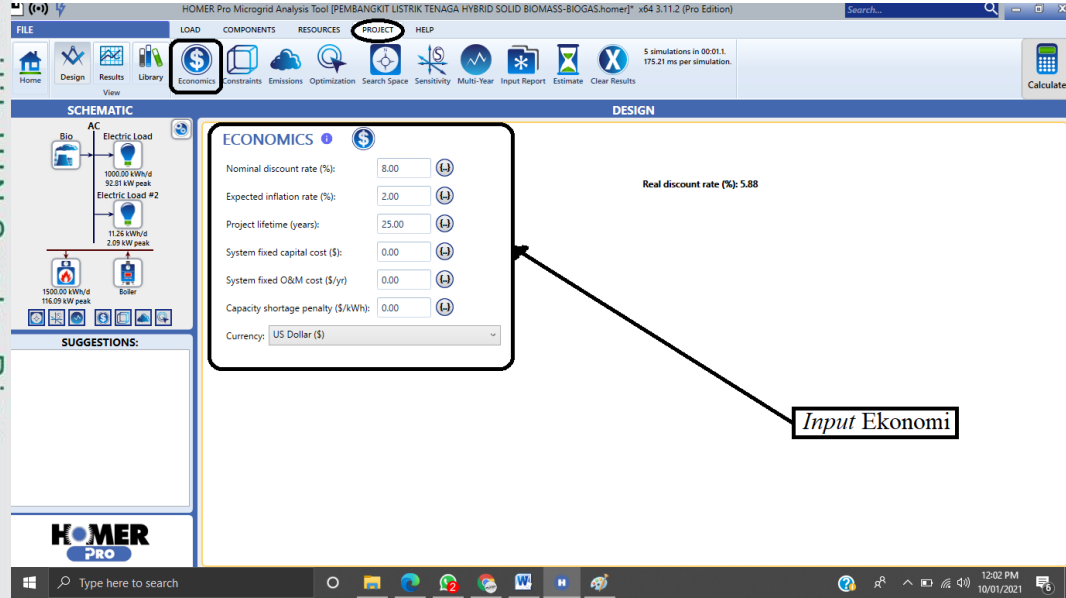 HOMER Pro Microgrid Analysis Tool [PEMBANGKIT LISTRIK TENAGA HYBRID SOLID BIOMASS-BIOGAS.homer]* x64 3.11.2 (Pro Edition)
Search...
FILE
LOAD COMPONENTS RESOURCES PROJECT HELP
Home
Design
Results
Library
View
Economics
Constraints
Emissions
Optimization
Search Space
Sensitivity
Multi-Year
Input Report
Estimate
Clear Results
5 simulations in 00:01.1.
175.21 ms per simulation.
Calculate
SCHEMATIC
AC
Bio
Electric Load
1000.00 kWh/d
92.81 kW peak
Electric Load #2
11.26 kWh/d
2.09 kW peak
1500.00 kWh/d
116.09 kW peak
Boiler
SUGGESTIONS:
HOMER
PRO
DESIGN
ECONOMICS
Nominal discount rate (%): 8.00 {..}
Expected inflation rate (%): 2.00 {..}
Project lifetime (years): 25.00 {..}
System fixed capital cost ($): 0.00 {..}
System fixed O&M cost ($/yr) 0.00 {..}
Capacity shortage penalty ($/kWh): 0.00 {..}
Currency: US Dollar ($)
Real discount rate (%): 5.88
Input Ekonomi
Type here to search
12:02 PM
10/01/2021